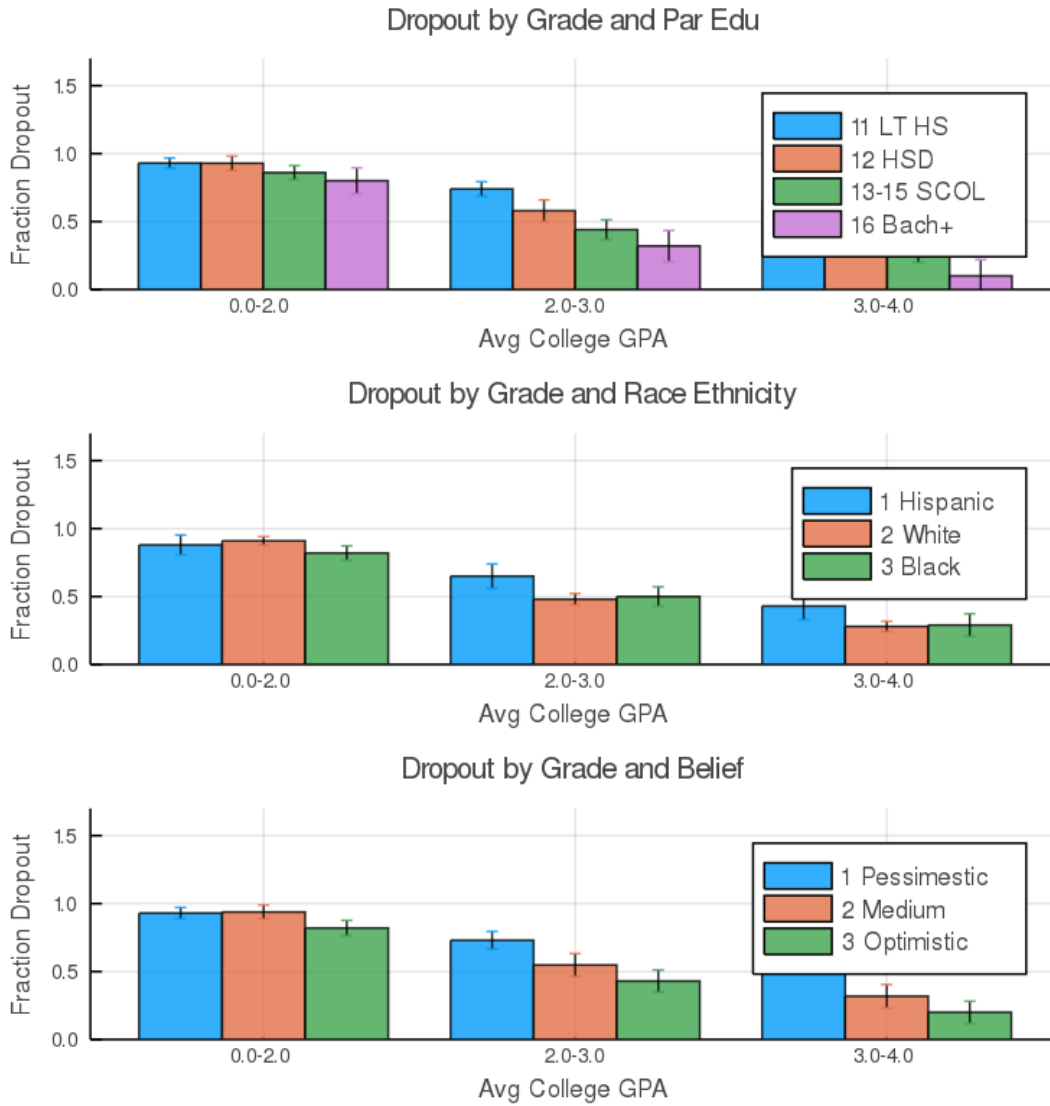 Dropout by Grade and Par Edu
Fraction Dropout
1.5
1.0
0.5
0.0
11 LT HS
12 HSD
13-15 SCOL
16 Bach+
0.0-2.0
2.0-3.0
3.0-4.0
Avg College GPA
Dropout by Grade and Race Ethnicity
Fraction Dropout
1.5
1.0
0.5
0.0
1 Hispanic
2 White
3 Black
0.0-2.0
2.0-3.0
3.0-4.0
Avg College GPA
Dropout by Grade and Belief
Fraction Dropout
1.5
1.0
0.5
0.0
1 Pessimestic
2 Medium
3 Optimistic
0.0-2.0
2.0-3.0
3.0-4.0
Avg College GPA